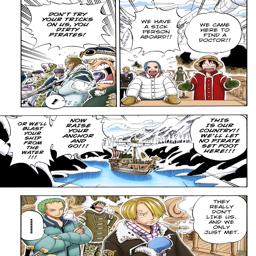 WE CAME
HERE TO
FIND A
DOCTOR!!
WE HAVE
A SICK
PERSON
ABOARD!!
DON'T TRY
YOUR TRICKS
ON US, YOU
DIRTY
PIRATES!
THIS IS
OUR
COUNTRY!!
WE'LL LET
NO PIRATE
SET FOOT
HERE!!!
NOW
RAISE
YOUR
ANCHOR
AND
GO!!!
OR WE'LL
BLAST
YOUR
SHIP
FROM
THE
WATER
!!!
THEY
REALLY
DON'T
LIKE US,
AND WE
ONLY
JUST MET.